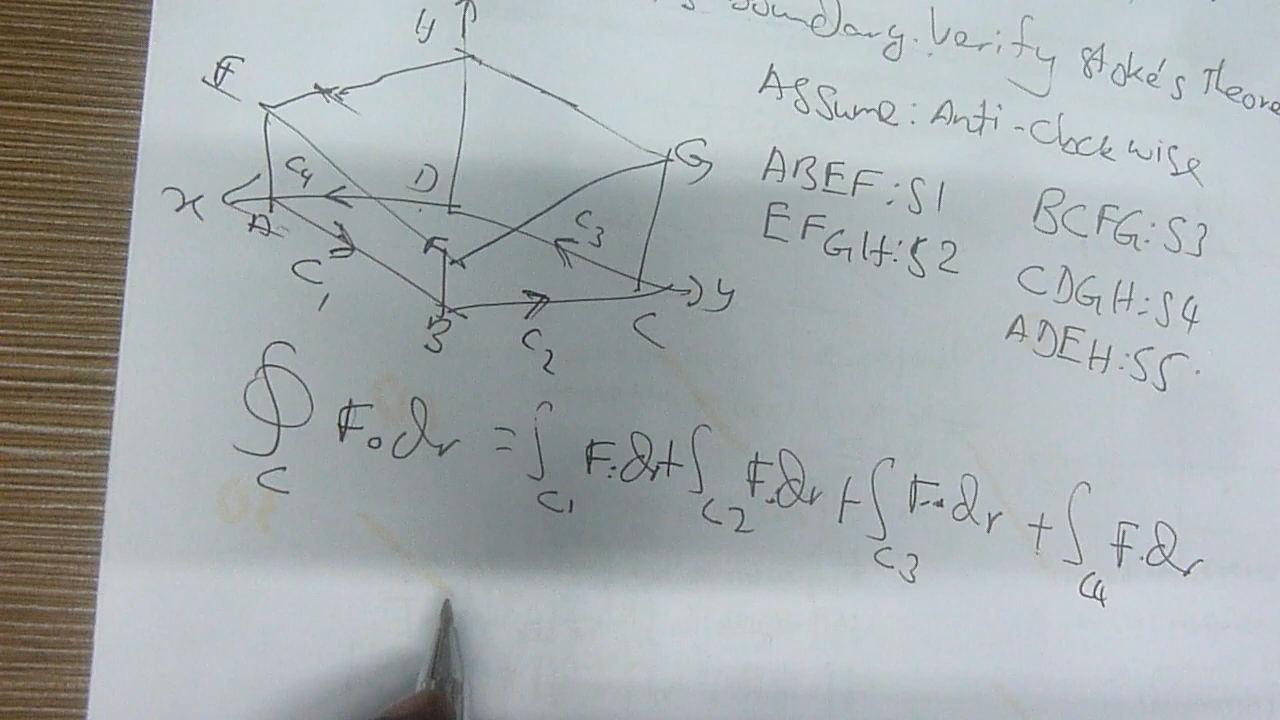 boundary. Verify Stoke's Theore
Assume: Anti-clockwise
ABEF: S1
BCFG: S3
EFGH: S2
CDGH: S4
ADEH: S5.
H
E
G
C4
D
x
A
F
C3
C1
y
B
C2
C
∮C F.dr = ∫C1 F.dr + ∫C2 F.dr + ∫C3 F.dr + ∫C4 F.dr